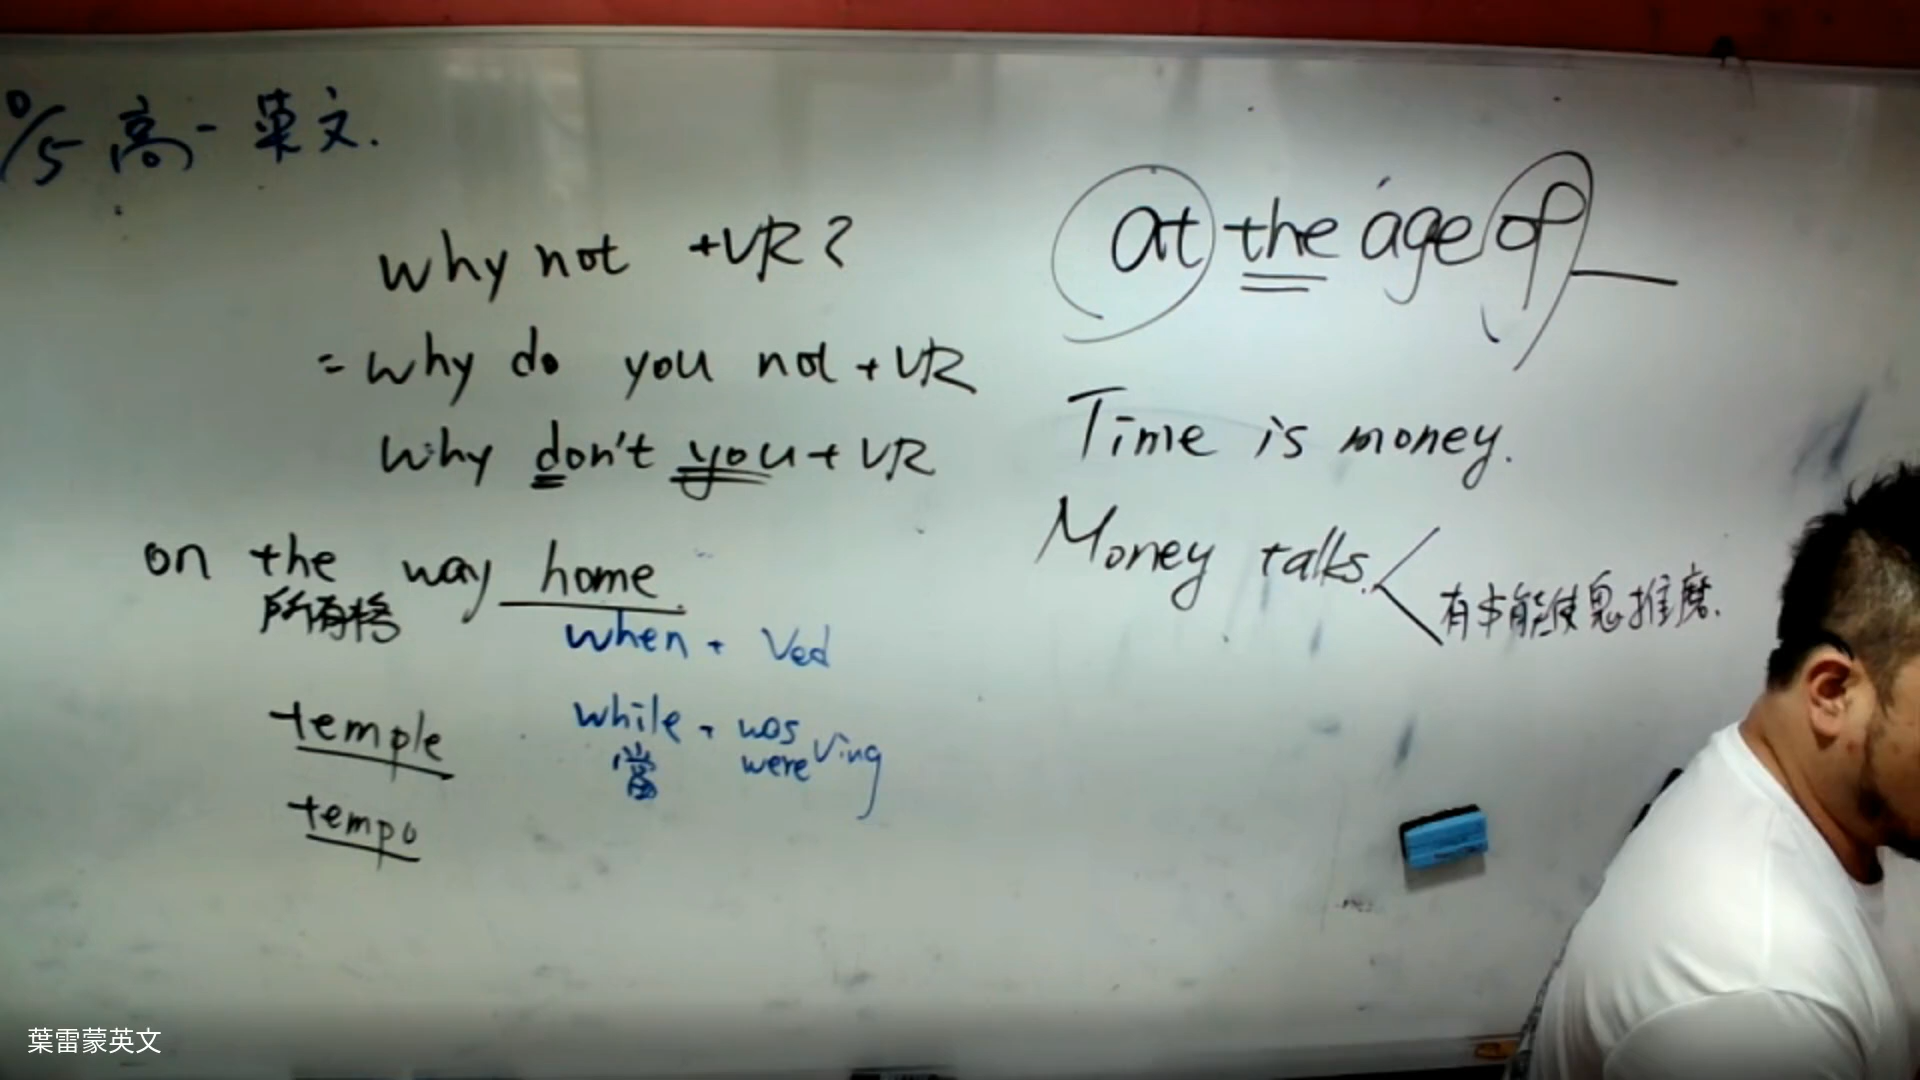 0/5 高一 英文.
why not +VR?
= why do you not + VR
why don't you + VR
on the way home.
所有格
when + Ved
temple
while + was
were Ving
當
tempo
at the age of __
Time is money.
Money talks.
有本能使鬼推磨.
葉雷蒙英文